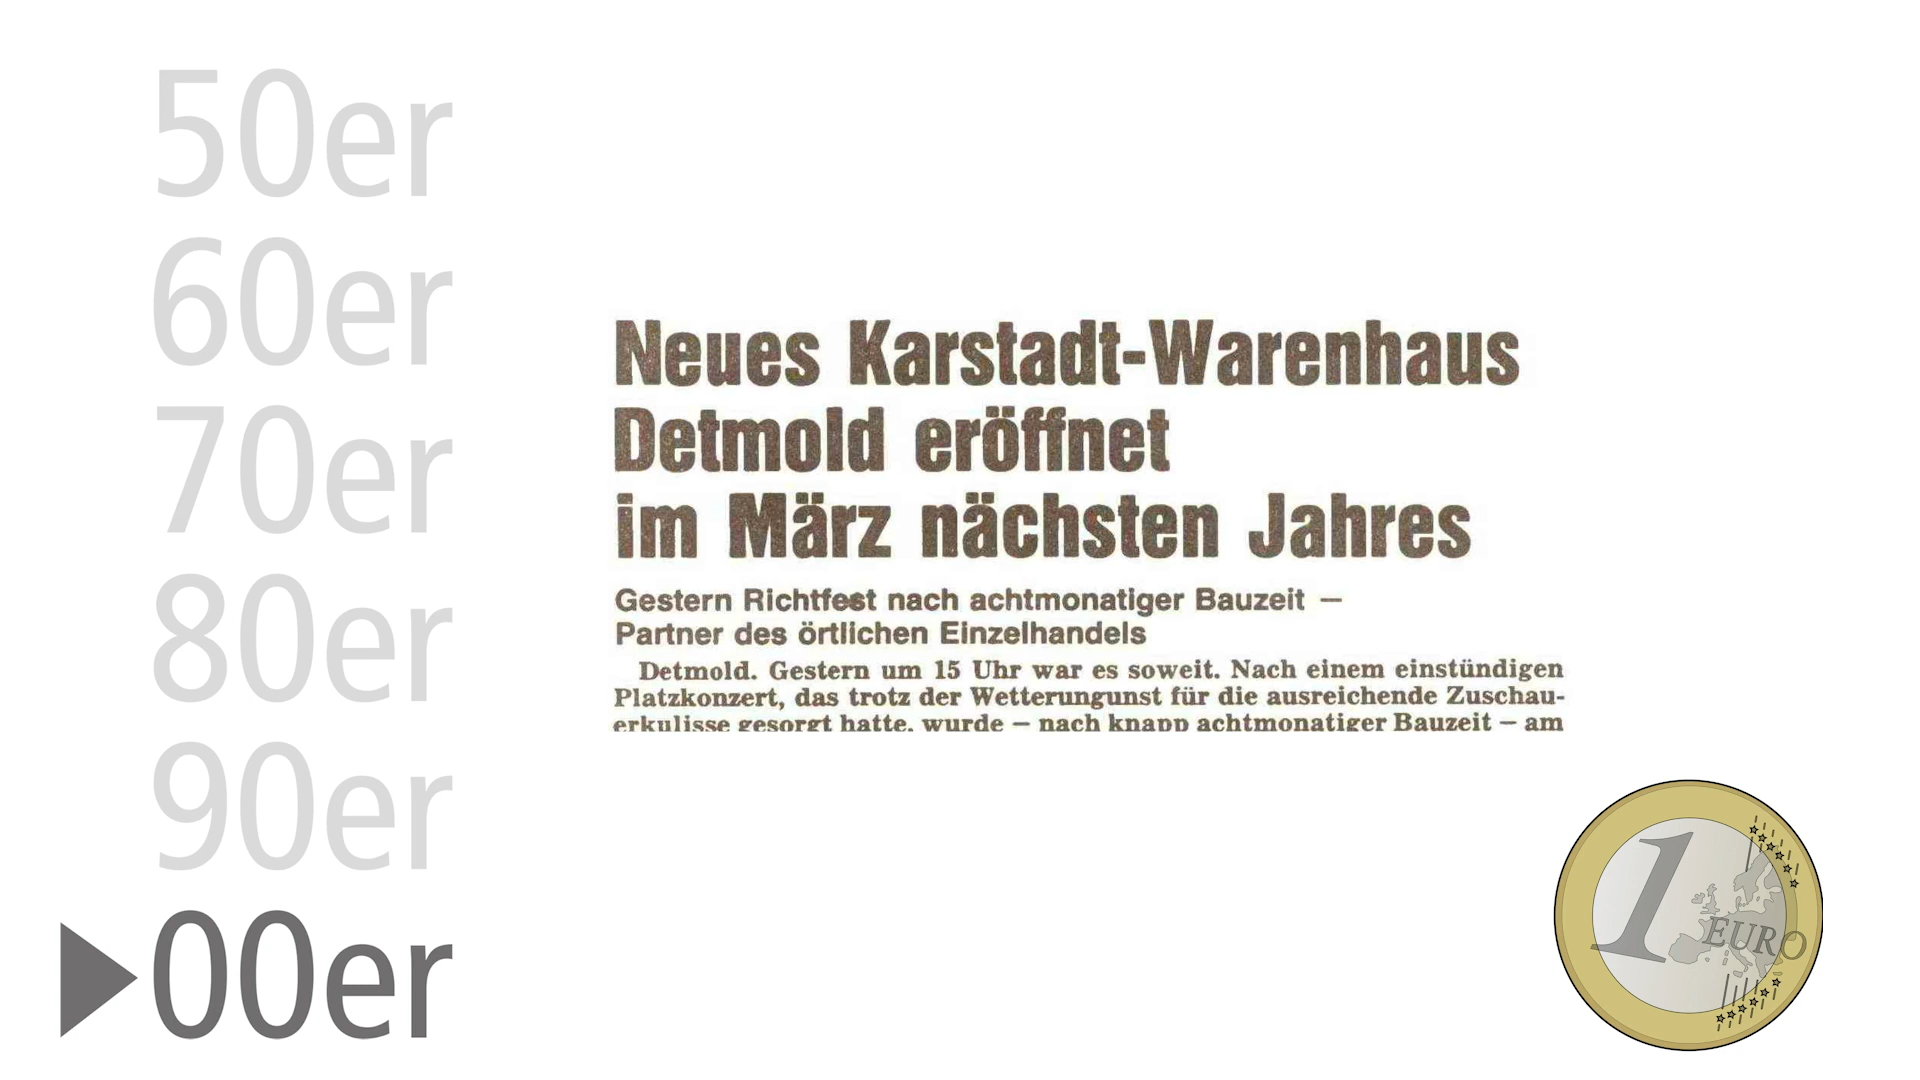 50er
60er
70er
80er
90er
00er
Neues Karstadt-Warenhaus
Detmold eröffnet
im März nächsten Jahres
Gestern Richtfest nach achtmonatiger Bauzeit –
Partner des örtlichen Einzelhandels
Detmold. Gestern um 15 Uhr war es soweit. Nach einem einstündigen
Platzkonzert, das trotz der Wetterungunst für die ausreichende Zuschau-
erkulisse gesorgt hatte, wurde – nach knapp achtmonatiger Bauzeit – am
1
EURO